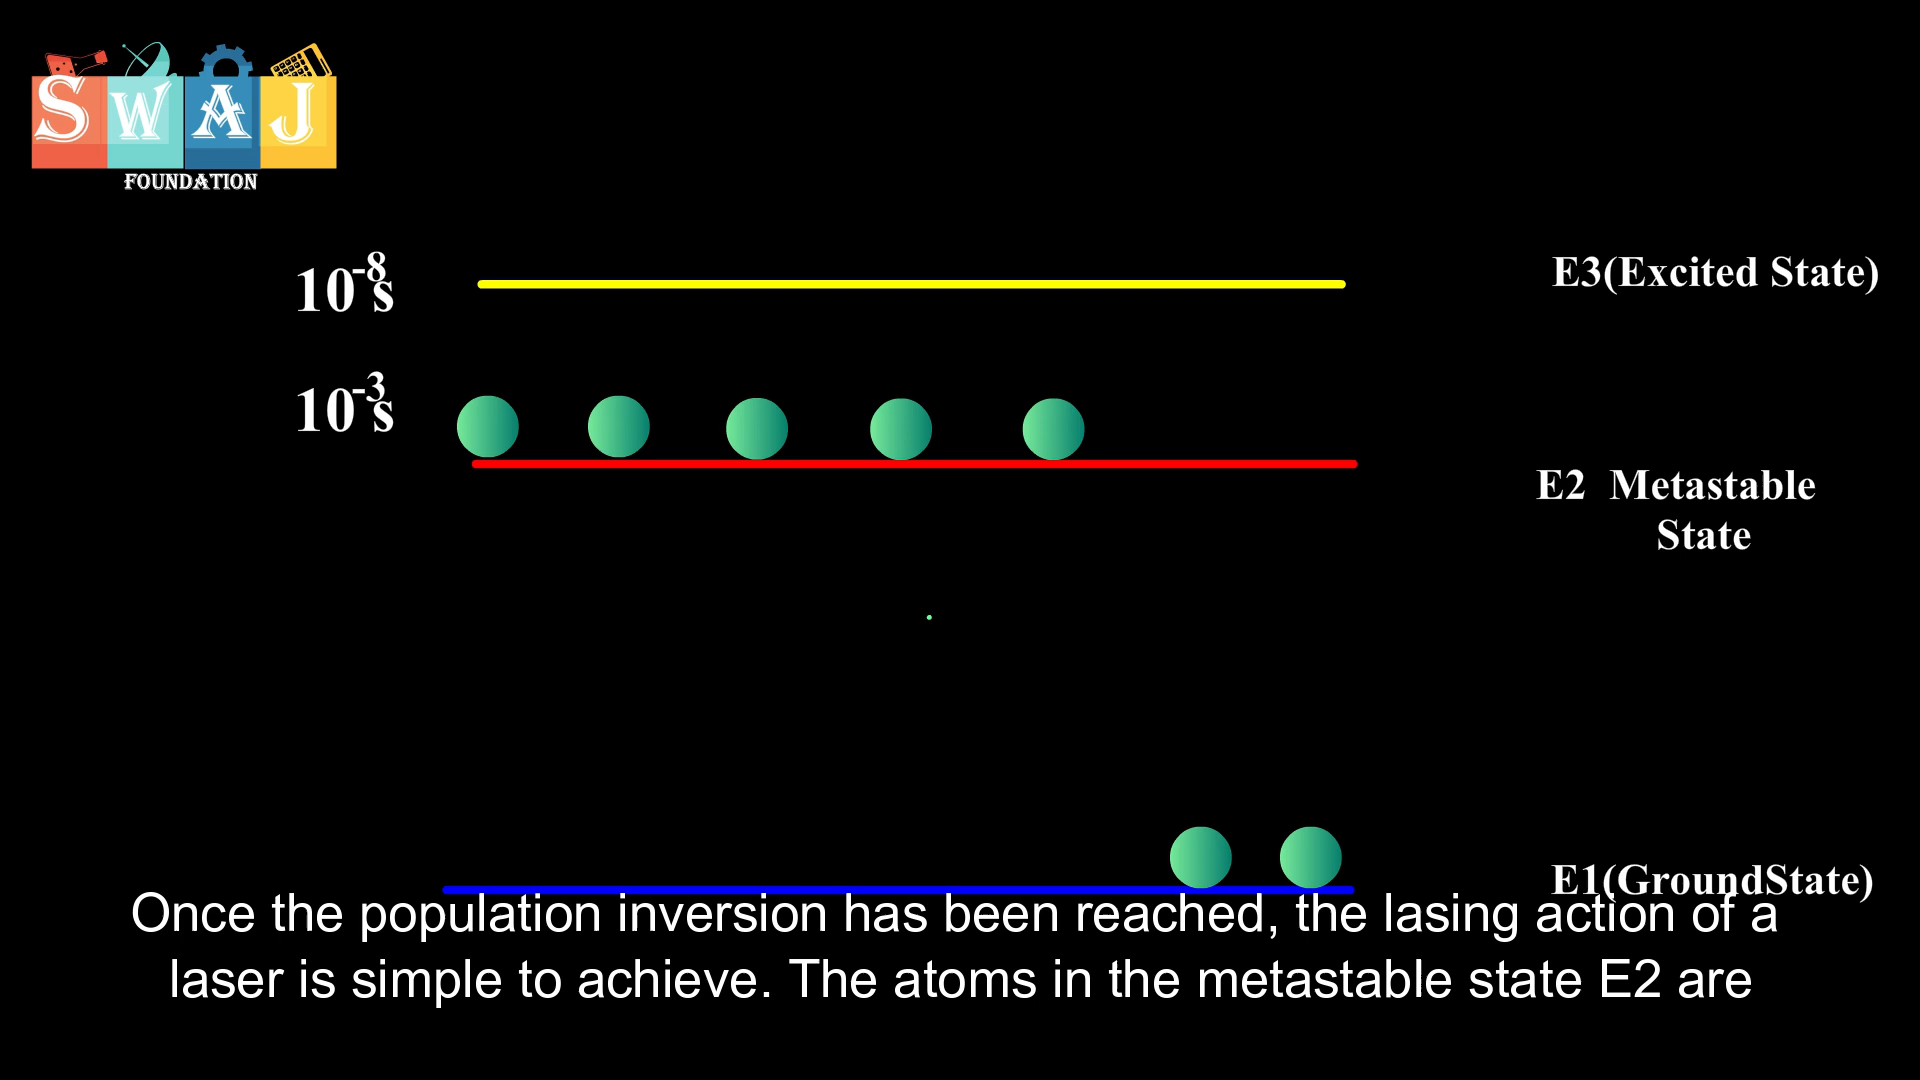 SWAJ
FOUNDATION
10⁻⁸s
E3(Excited State)
10⁻³s
E2 Metastable
State
E1(GroundState)
Once the population inversion has been reached, the lasing action of a
laser is simple to achieve. The atoms in the metastable state E2 are